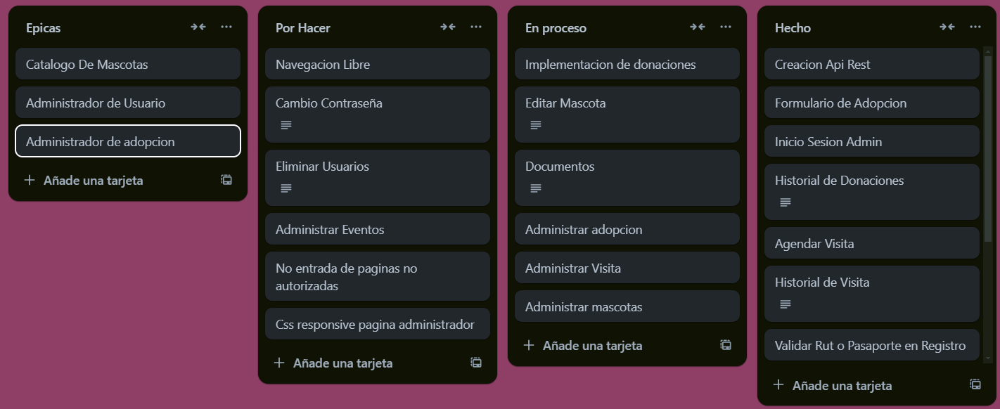 Epicas
Catalogo De Mascotas
Administrador de Usuario
Administrador de adopcion
Añade una tarjeta
Por Hacer
Navegacion Libre
Cambio Contraseña
Eliminar Usuarios
Administrar Eventos
No entrada de paginas no
autorizadas
Css responsive pagina administrador
Añade una tarjeta
En proceso
Implementacion de donaciones
Editar Mascota
Documentos
Administrar adopcion
Administrar Visita
Administrar mascotas
Añade una tarjeta
Hecho
Creacion Api Rest
Formulario de Adopcion
Inicio Sesion Admin
Historial de Donaciones
Agendar Visita
Historial de Visita
Validar Rut o Pasaporte en Registro
Añade una tarjeta